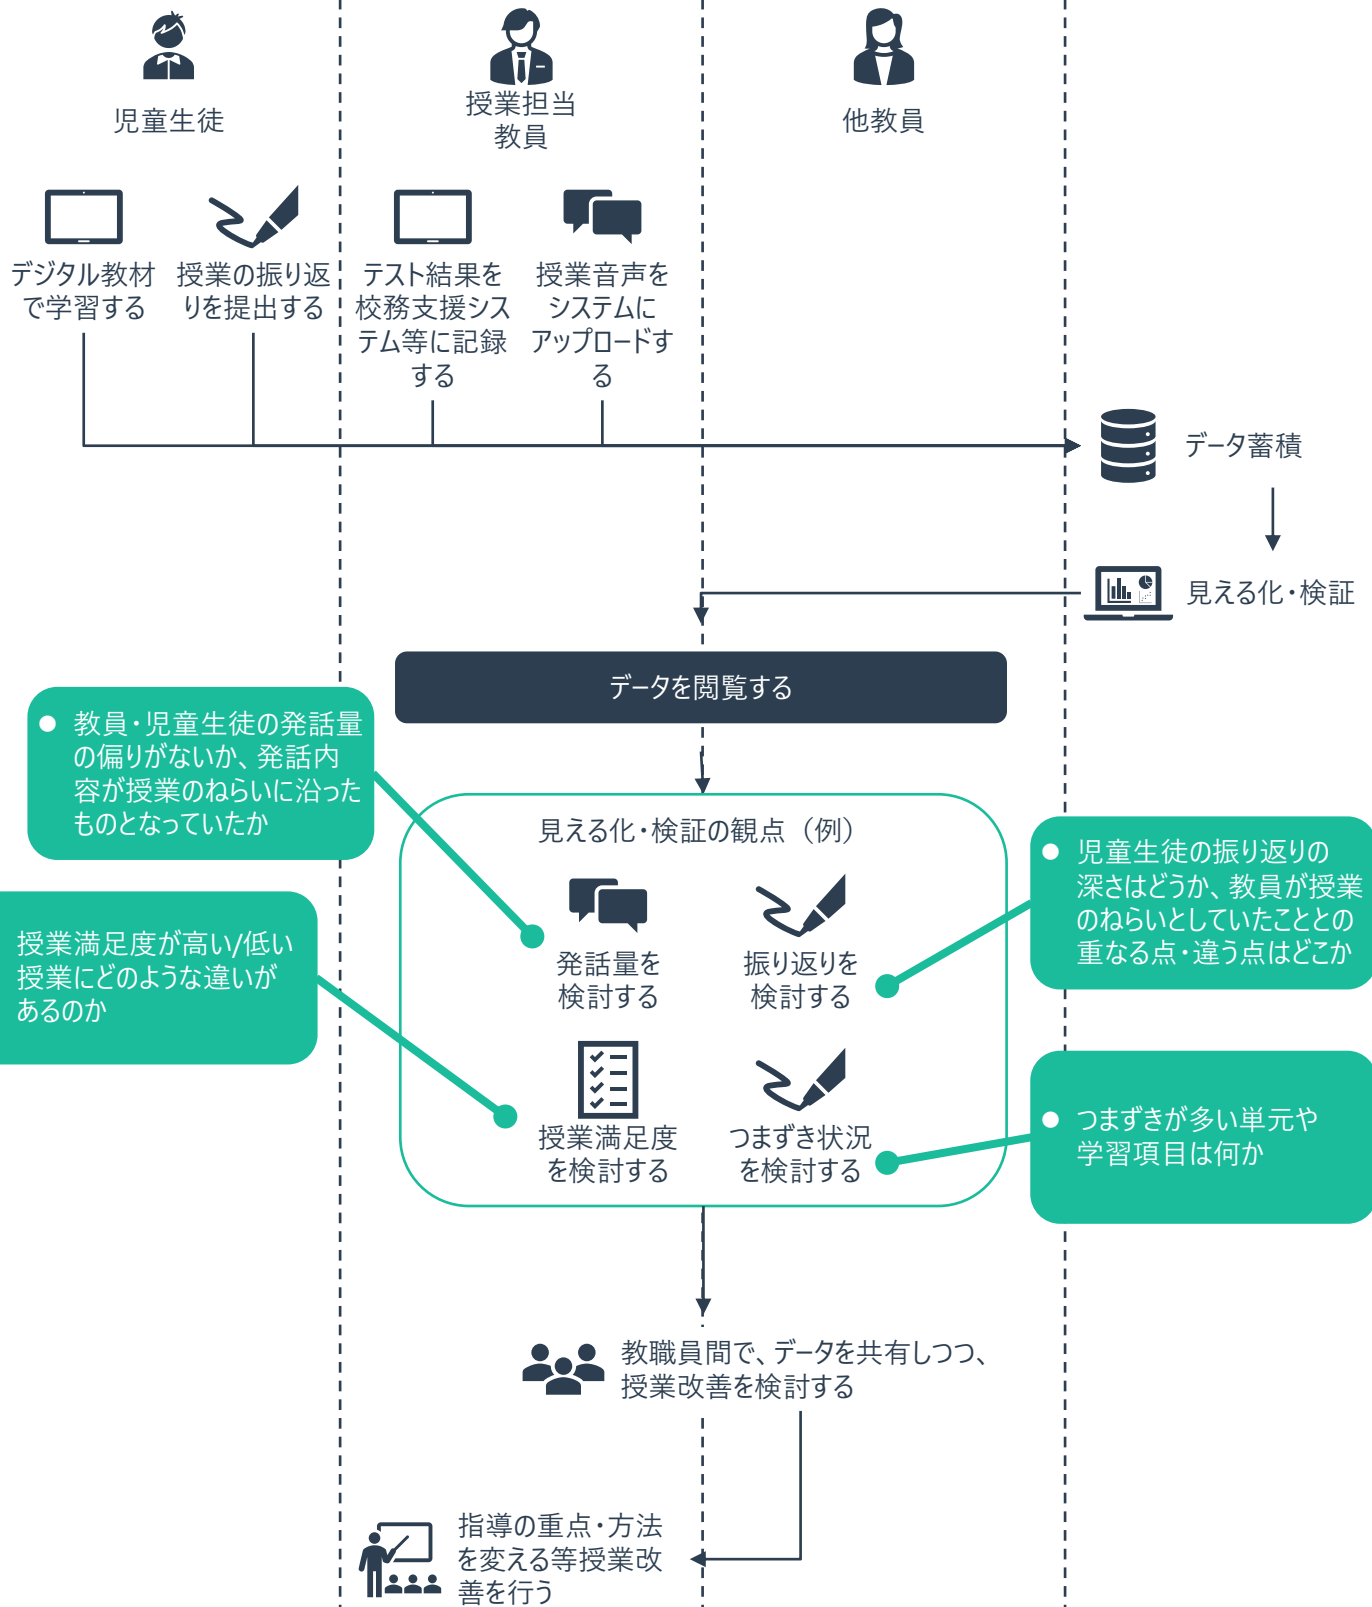 児童生徒
授業担当
教員
他教員
デジタル教材
で学習する
授業の振り返
りを提出する
テスト結果を
校務支援シス
テム等に記録
する
授業音声を
システムに
アップロードす
る
データ蓄積
見える化・検証
データを閲覧する
● 教員・児童生徒の発話量
の偏りがないか、発話内
容が授業のねらいに沿った
ものとなっていたか
授業満足度が高い/低い
授業にどのような違いが
あるのか
見える化・検証の観点（例）
発話量を
検討する
振り返りを
検討する
授業満足度
を検討する
つまずき状況
を検討する
● 児童生徒の振り返りの
深さはどうか、教員が授業
のねらいとしていたこととの
重なる点・違う点はどこか
● つまずきが多い単元や
学習項目は何か
教職員間で、データを共有しつつ、
授業改善を検討する
指導の重点・方法
を変える等授業改
善を行う